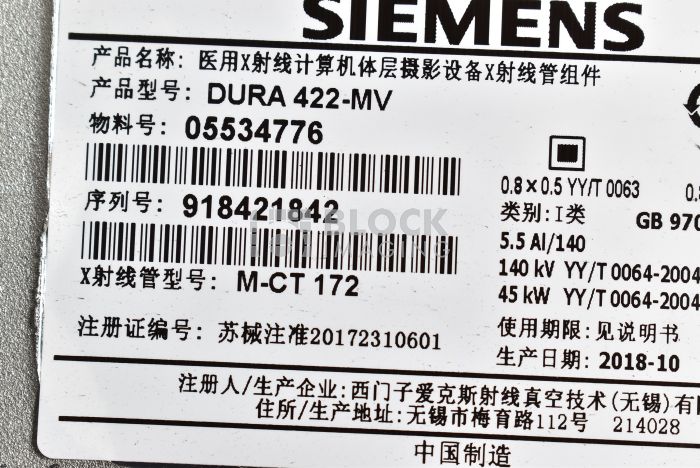 SIEMENS
产品名称: 医用X射线计算机体层摄影设备X射线管组件
产品型号: DURA 422-MV
物料号: 05534776
序列号: 918421842
X射线管型号: M-CT 172
注册证编号: 苏械注准20172310601
0.8×0.5 YY/T 0063
0.8
类别: I类
GB 970
5.5 Al/140
140 kV YY/T 0064-2004
45 kW YY/T 0064-2004
使用期限:见说明书
生产日期: 2018-10
BLOCK
IMAGING
注册人/生产企业:西门子爱克斯射线真空技术(无锡)有
住所/生产地址:无锡市梅育路112号 214028
中国制造